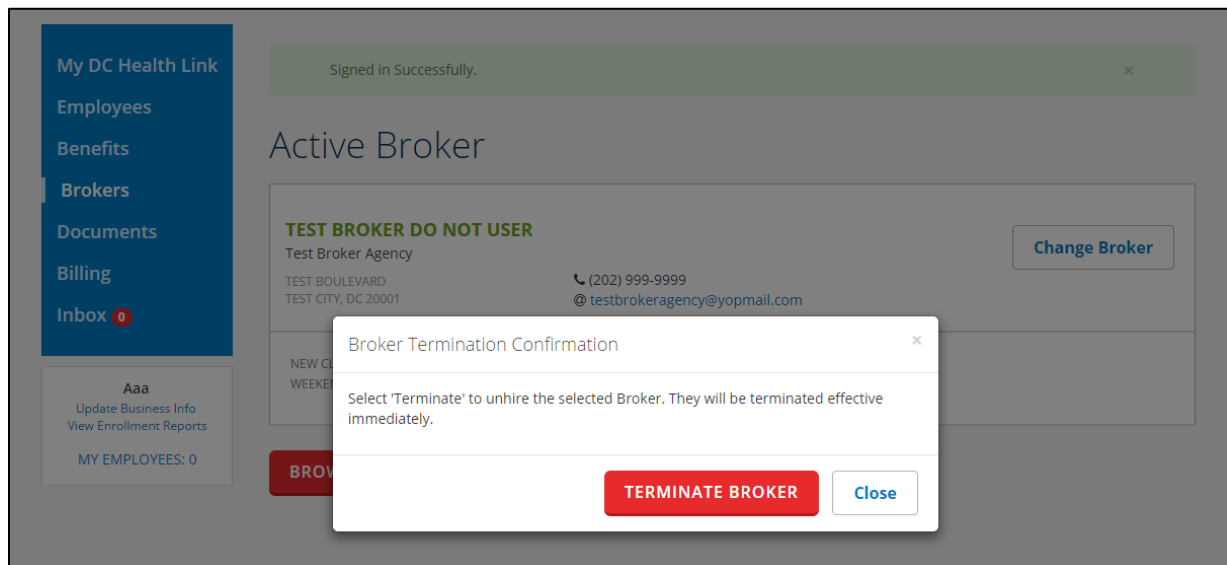 My DC Health Link
Employees
Benefits
Brokers
Documents
Billing
Inbox 0
Aaa
Update Business Info
View Enrollment Reports
MY EMPLOYEES: 0
Signed in Successfully. ×
Active Broker
TEST BROKER DO NOT USER
Test Broker Agency
TEST BOULEVARD
TEST CITY, DC 20001
(202) 999-9999
@ testbrokeragency@yopmail.com
Change Broker
NEW
Broker Termination Confirmation ×
Select 'Terminate' to unhire the selected Broker. They will be terminated effective
immediately.
TERMINATE BROKER
Close